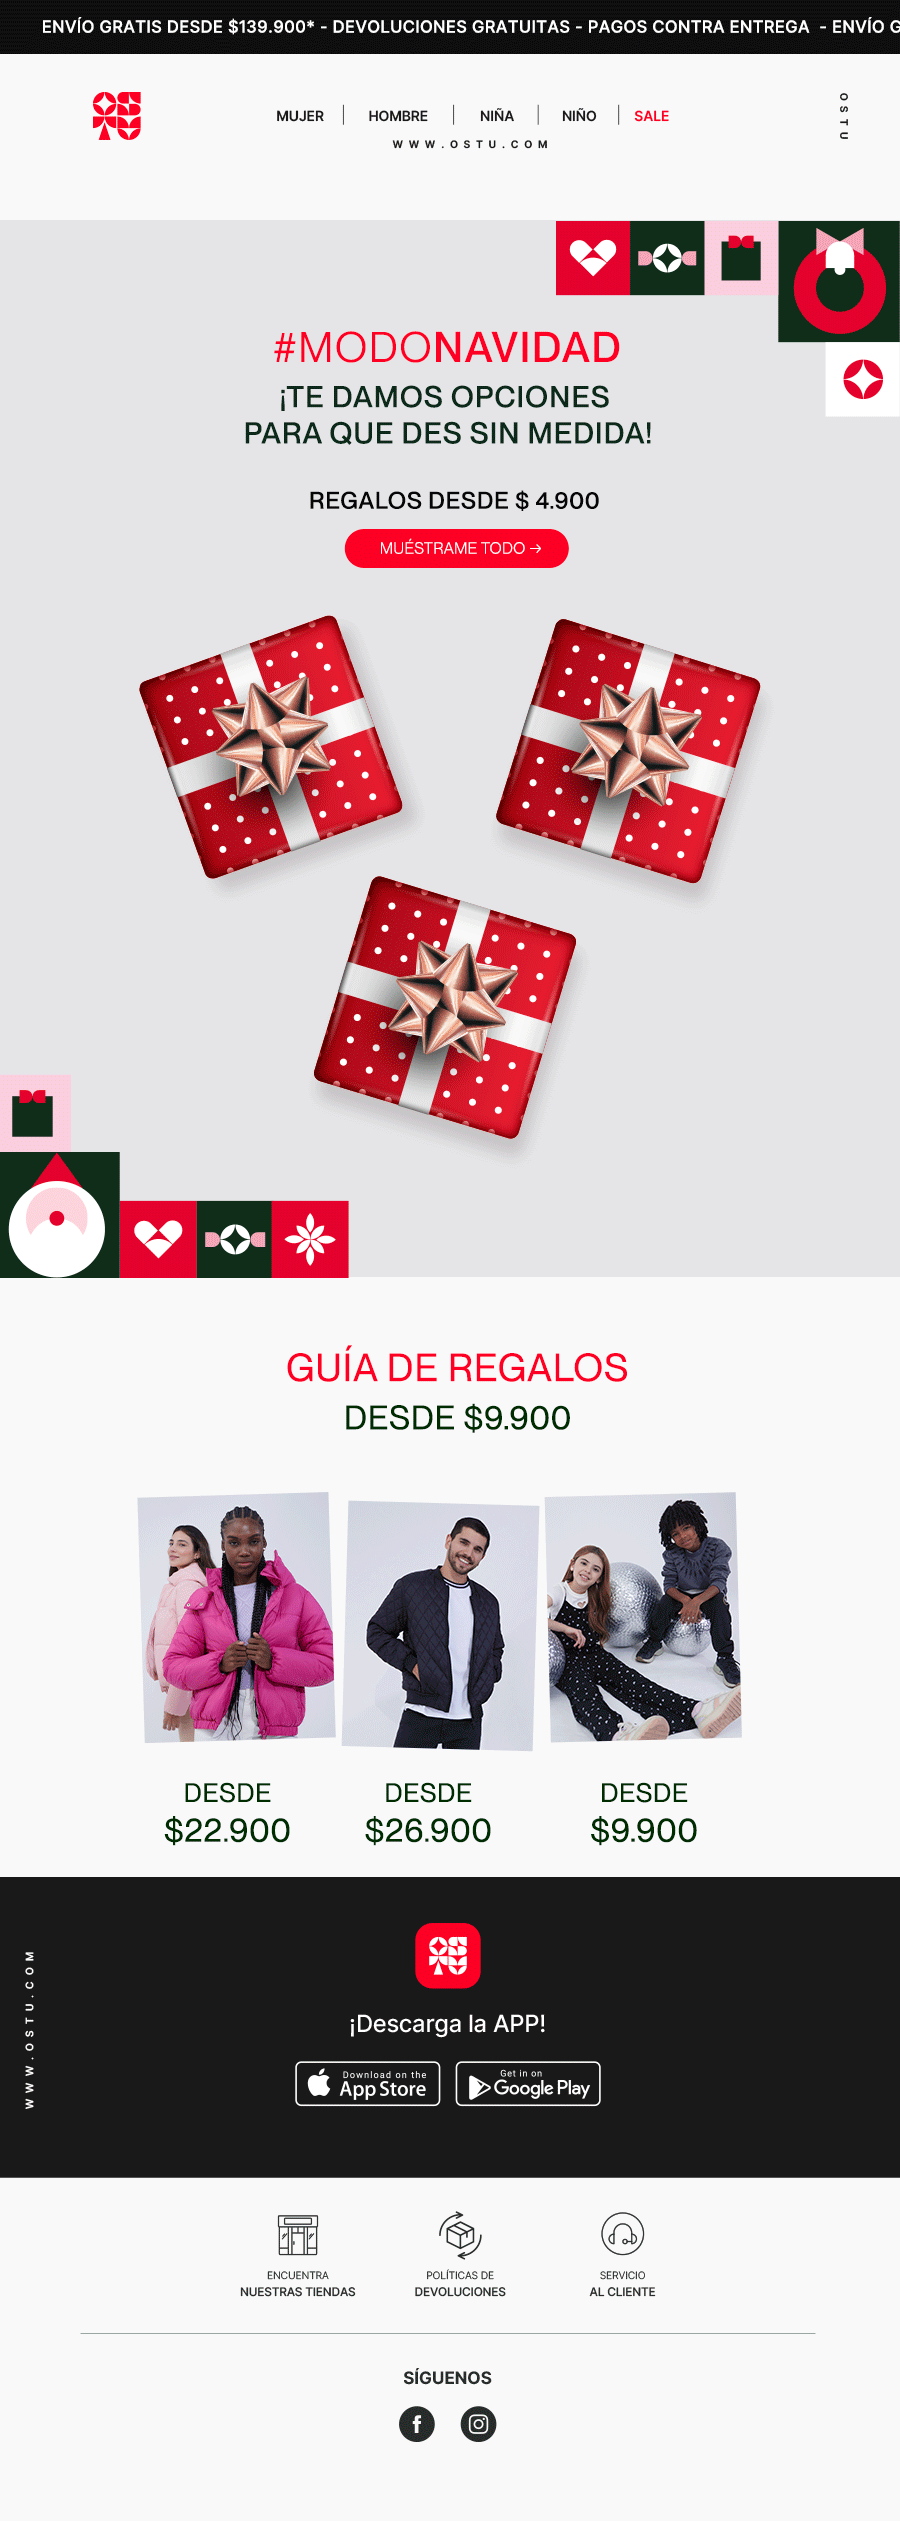 ENVÍO GRATIS DESDE $139.900* - DEVOLUCIONES GRATUITAS - PAGOS CONTRA ENTREGA - ENVÍO G
OSTU
MUJER | HOMBRE | NIÑA | NIÑO | SALE
WWW.OSTU.COM
OSTU
#MODONAVIDAD
¡TE DAMOS OPCIONES
PARA QUE DES SIN MEDIDA!
REGALOS DESDE $ 4.900
MUÉSTRAME TODO →
GUÍA DE REGALOS
DESDE $9.900
DESDE DESDE DESDE
$22.900 $26.900 $9.900
WWW.OSTU.COM
OSTU
¡Descarga la APP!
Download on the
App Store
Get in on
Google Play
ENCUENTRA
NUESTRAS TIENDAS
POLÍTICAS DE
DEVOLUCIONES
SERVICIO
AL CLIENTE
SÍGUENOS